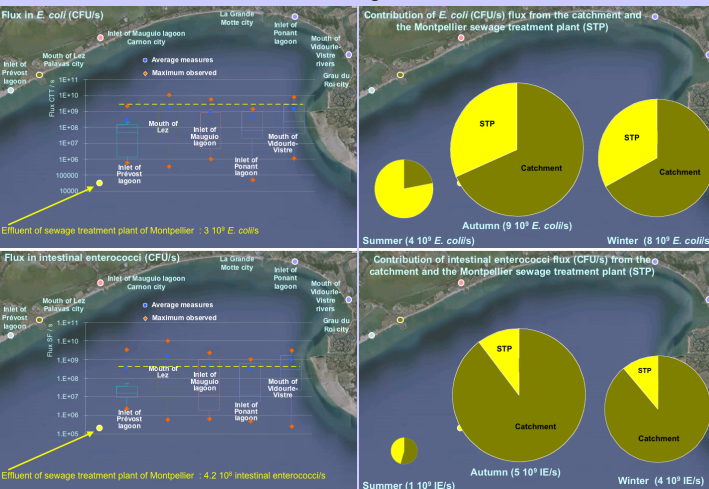 Flux in E. coli (CFU/s)
La Grande
Motte city
Inlet of
Ponant
lagoon
Inlet of Mauguio lagoon
Carnon city
Mouth of Lez
Palavas city
Inlet of
Prévost
lagoon
Mouth of
Vidourle-
Vistre
rivers
Grau du
Roi city
Average measures
Maximum observed
Flux CTT / s
1E+11
1E+10
1E+09
1E+08
1E+07
1E+06
100000
10000
Mouth of
Lez
Inlet of
Mauguio
lagoon
Mouth of
Vidourle-
Vistre
Inlet of
Prévost
lagoon
Inlet of
Ponant
lagoon
Effluent of sewage treatment plant of Montpellier : 3 10⁹ E. coli/s
Contribution of E. coli (CFU/s) flux from the catchment and
the Montpellier sewage treatment plant (STP)
STP
Catchment
STP
Catchment
Autumn (9 10⁹ E. coli/s)
Summer (4 10⁹ E. coli/s)
Winter (8 10⁹ E. coli/s
Flux in intestinal enterococci (CFU/s)
La Grande
Motte city
Inlet of
Ponant
lagoon
Inlet of Mauguio lagoon
Carnon city
Mouth of Lez
Palavas city
Inlet of
Prévost
lagoon
Mouth of
Vidourle-
Vistre
rivers
Grau du
Roi city
Average measures
Maximum observed
Flux SF / s
1.E+11
1.E+10
1.E+09
1.E+08
1.E+07
1.E+06
1.E+05
Mouth of
Lez
Inlet of
Mauguio
lagoon
Mouth of
Vidourle-
Vistre
Inlet of
Prévost
lagoon
Inlet of
Ponant
lagoon
Effluent of sewage treatment plant of Montpellier : 4.2 10⁸ intestinal enterococci/s
Contribution of intestinal enterococci flux (CFU/s) from the
catchment and the Montpellier sewage treatment plant (STP)
STP
Catchment
STP
Catchment
Autumn (5 10⁹ IE/s)
Summer (1 10⁹ IE/s)
Winter (4 10⁹ IE/s)